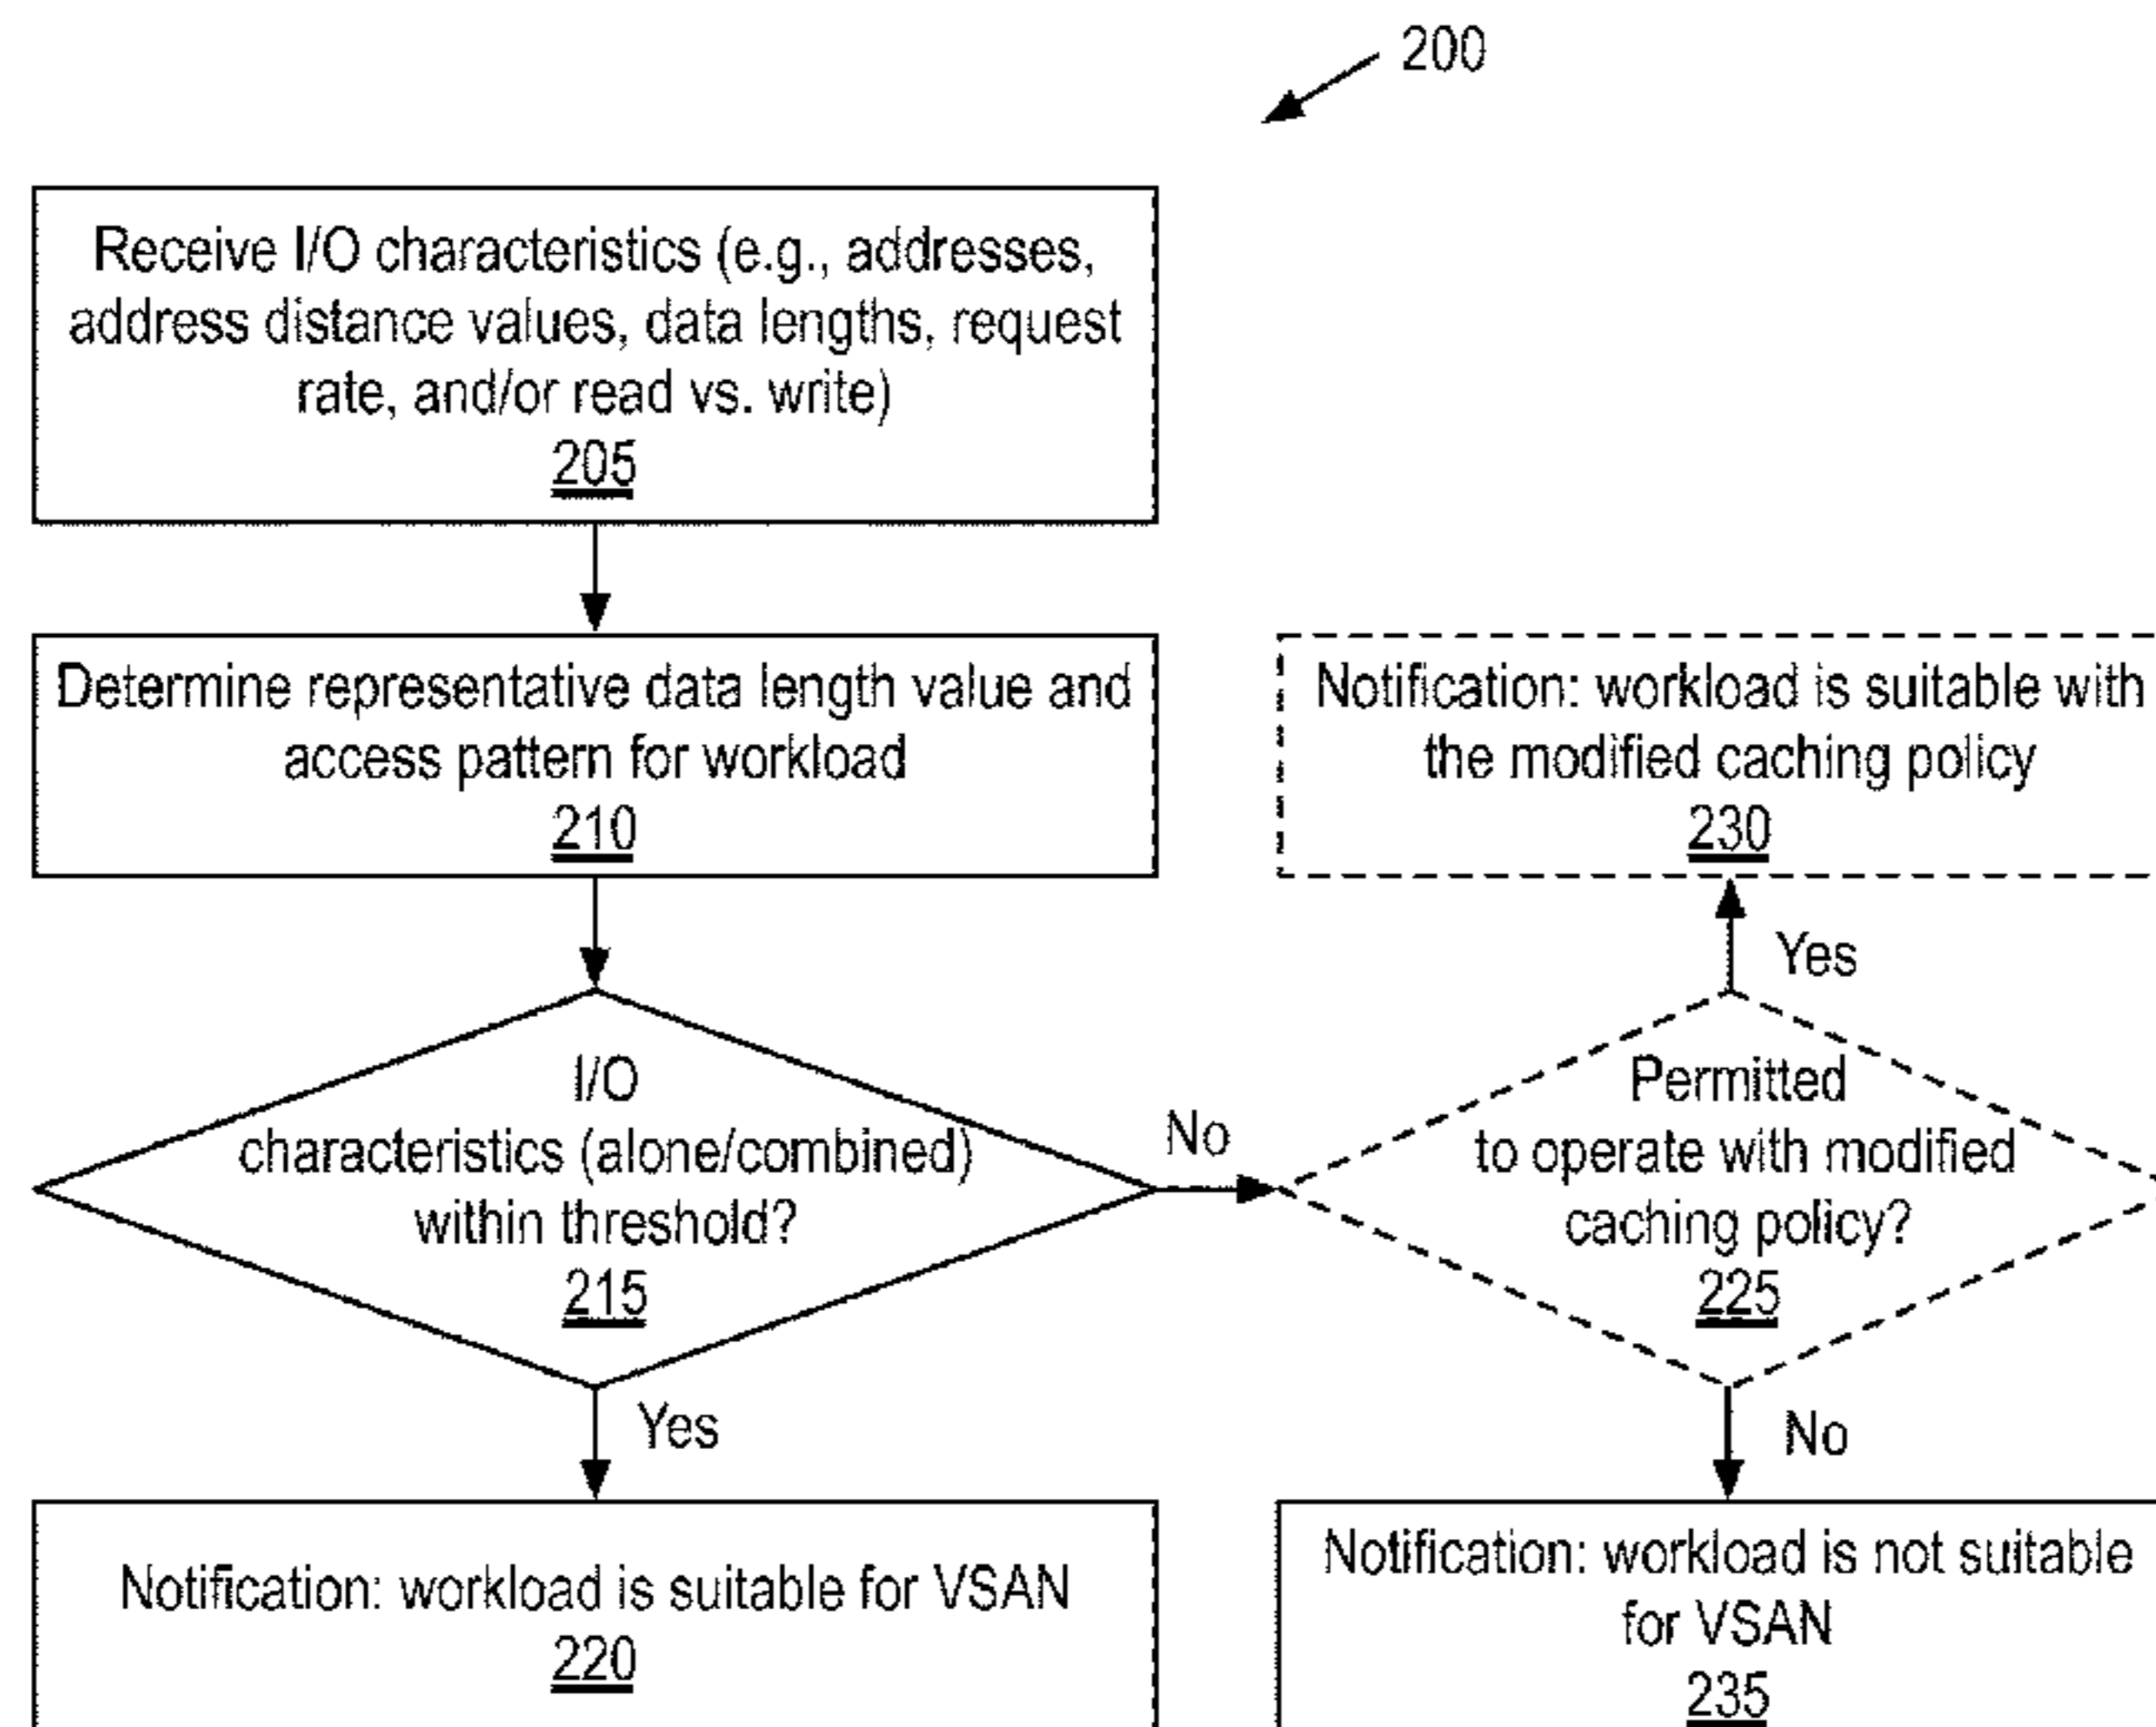 200
Receive I/O characteristics (e.g., addresses,
address distance values, data lengths, request
rate, and/or read vs. write)
205
Determine representative data length value and
access pattern for workload
210
Notification: workload is suitable with
the modified caching policy
230
Yes
I/O
characteristics (alone/combined)
within threshold?
215
No
Permitted
to operate with modified
caching policy?
225
Yes
No
Notification: workload is suitable for VSAN
220
Notification: workload is not suitable
for VSAN
235